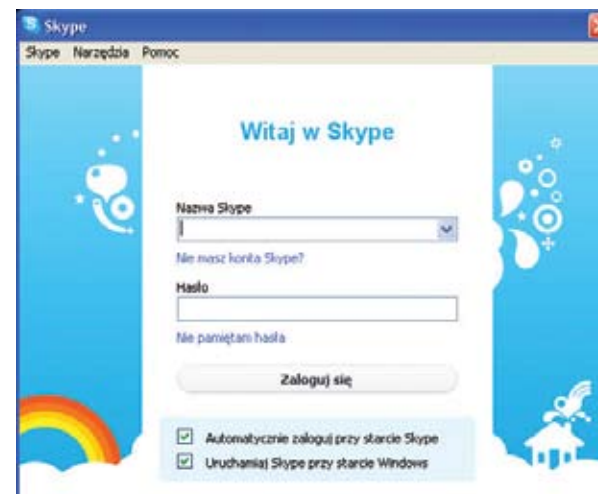 Skype
Skype Narzędzia Pomoc
Witaj w Skype
Nazwa Skype
Nie masz konta Skype?
Hasło
Nie pamiętam hasła
Zaloguj się
Automatycznie zaloguj przy starcie Skype
Uruchamiaj Skype przy starcie Windows